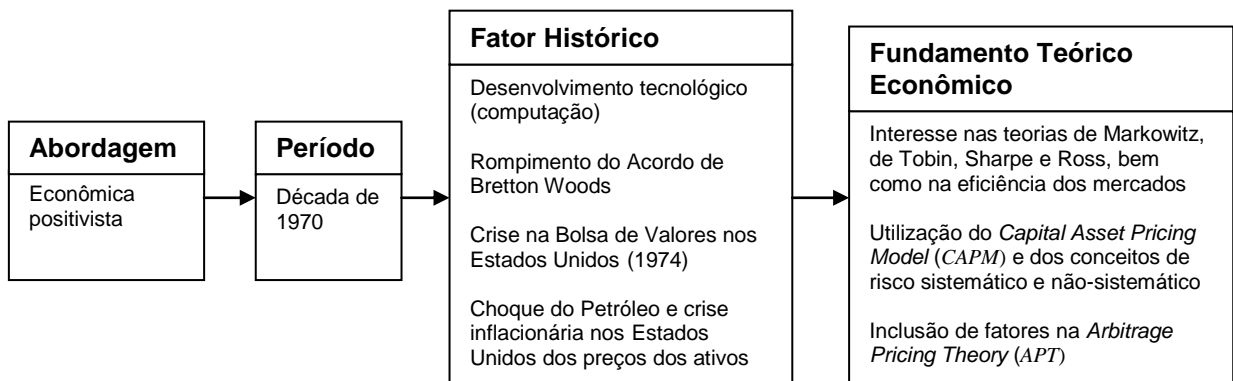 Abordagem
Econômica
positivista
Período
Década de
1970
Fator Histórico
Desenvolvimento tecnológico
(computação)
Rompimento do Acordo de
Bretton Woods
Crise na Bolsa de Valores nos
Estados Unidos (1974)
Choque do Petróleo e crise
inflacionária nos Estados
Unidos dos preços dos ativos
Fundamento Teórico
Econômico
Interesse nas teorias de Markowitz,
de Tobin, Sharpe e Ross, bem
como na eficiência dos mercados
Utilização do Capital Asset Pricing
Model (CAPM) e dos conceitos de
risco sistemático e não-sistemático
Inclusão de fatores na Arbitrage
Pricing Theory (APT)